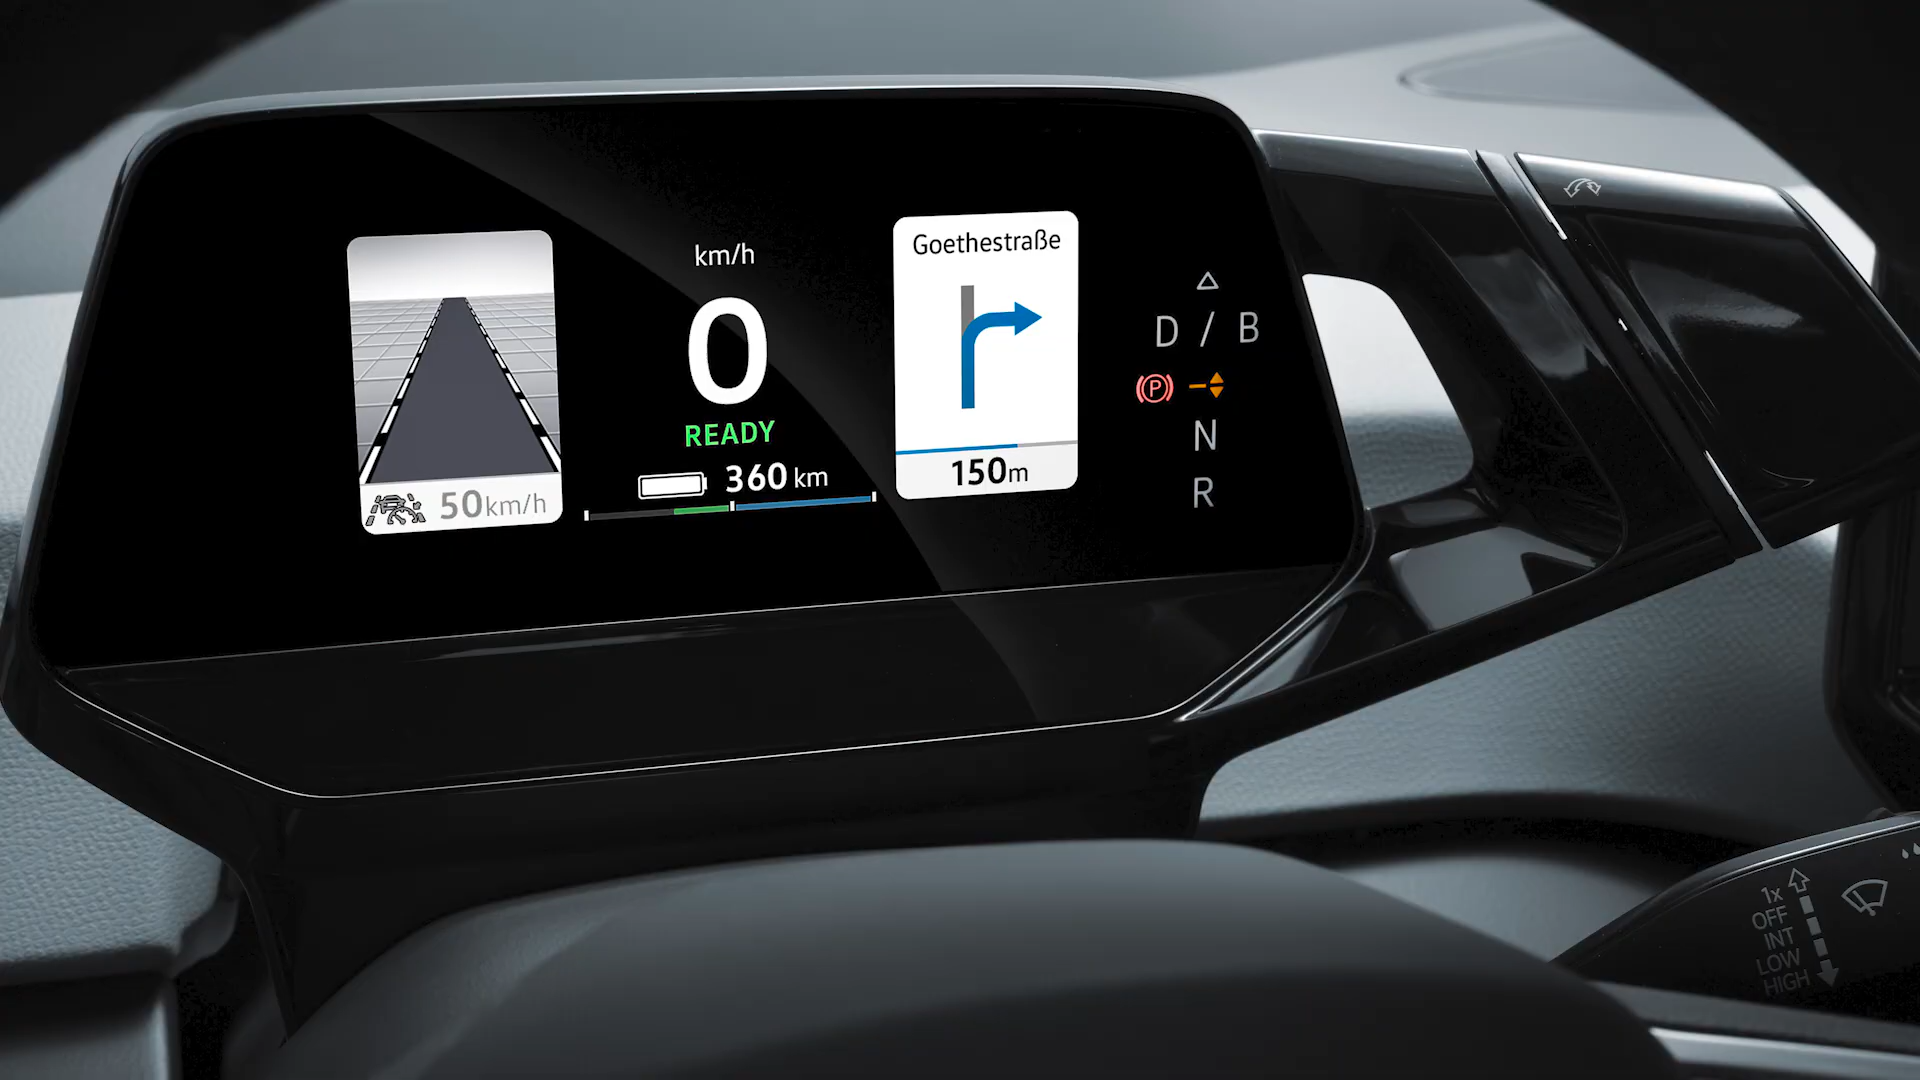 km/h
0
READY
360 km
50km/h
Goethestraße
150m
D / B
P
N
R
1x
OFF
INT
LOW
HIGH